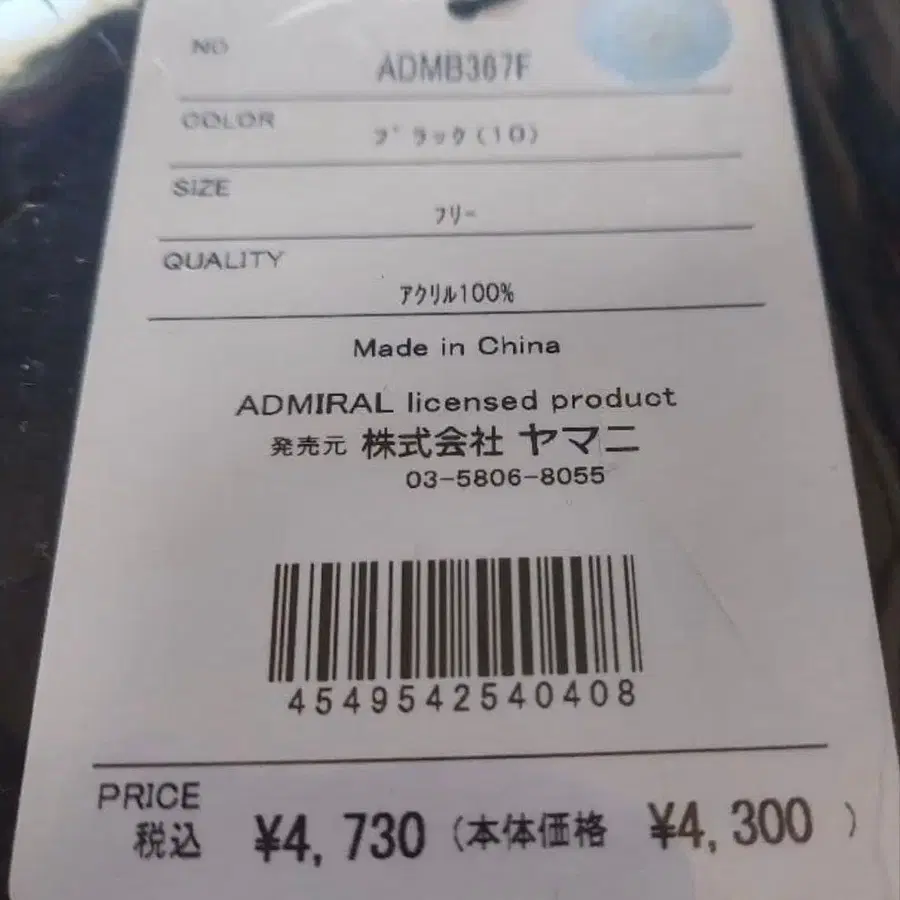 NO
ADMB387F
COLOR
ブラック(10)
SIZE
フリー
QUALITY
アクリル100%
Made in China
ADMIRAL licensed product
発売元 株式会社 ヤマニ
03-5806-8055
4549542540408
PRICE
税込 ¥4,730 (本体価格 ¥4,300 )